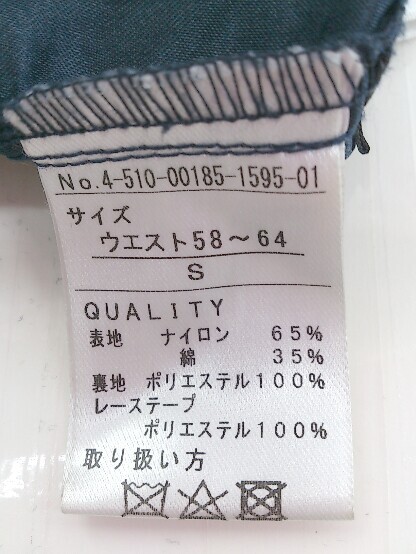 No.4-510-00185-1595-01
サイズ
ウエスト58～64
S
QUALITY
表地 ナイロン 65%
綿 35%
裏地 ポリエステル100%
レーステープ
ポリエステル100%
取り扱い方